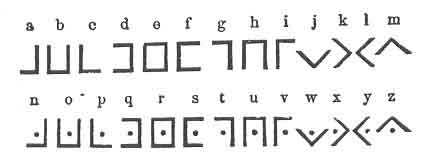 a b c d e f g h i j k l m
n o p q r s t u v w x y z